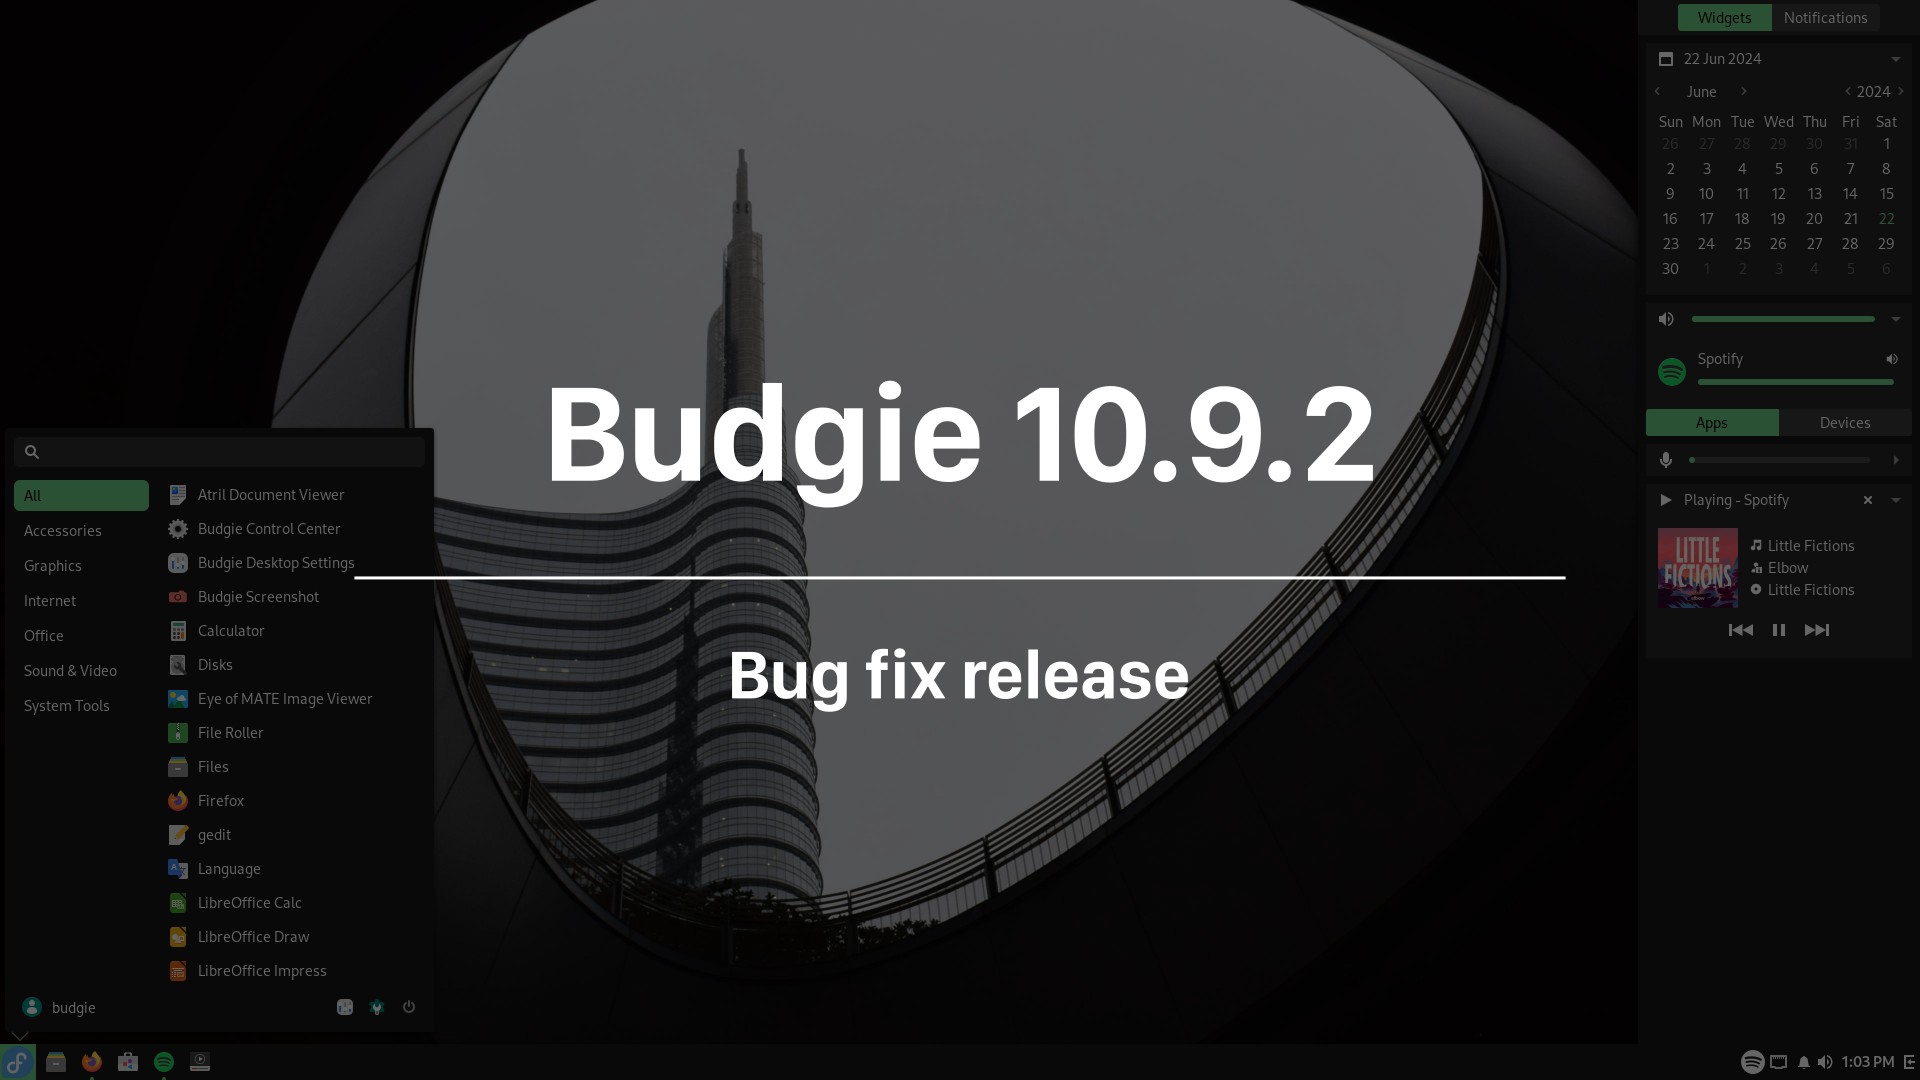 Budgie 10.9.2
Bug fix release
All
Accessories
Graphics
Internet
Office
Sound & Video
System Tools
Atril Document Viewer
Budgie Control Center
Budgie Desktop Settings
Budgie Screenshot
Calculator
Disks
Eye of MATE Image Viewer
File Roller
Files
Firefox
gedit
Language
LibreOffice Calc
LibreOffice Draw
LibreOffice Impress
budgie
Widgets Notifications
22 Jun 2024
June 2024
Sun Mon Tue Wed Thu Fri Sat
26 27 28 29 30 31 1
2 3 4 5 6 7 8
9 10 11 12 13 14 15
16 17 18 19 20 21 22
23 24 25 26 27 28 29
30 1 2 3 4 5 6
Spotify
Apps Devices
Playing - Spotify
LITTLE
FICTIONS
Little Fictions
Elbow
Little Fictions
1:03 PM